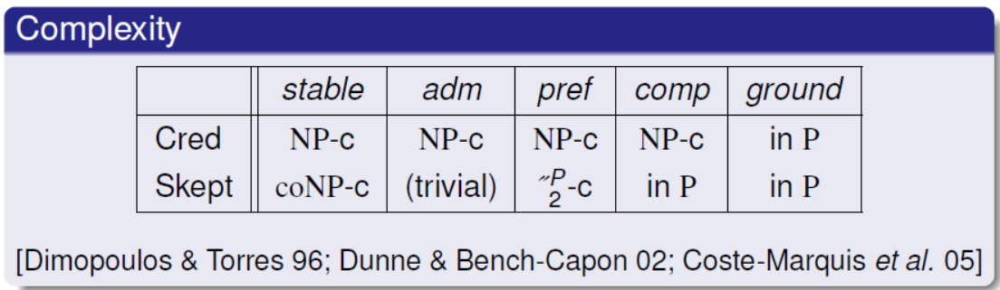 Complexity
stable adm pref comp ground
Cred NP-c NP-c NP-c NP-c in P
Skept coNP-c (trivial) ˝ᴾ₂-c in P in P
[Dimopoulos & Torres 96; Dunne & Bench-Capon 02; Coste-Marquis et al. 05]